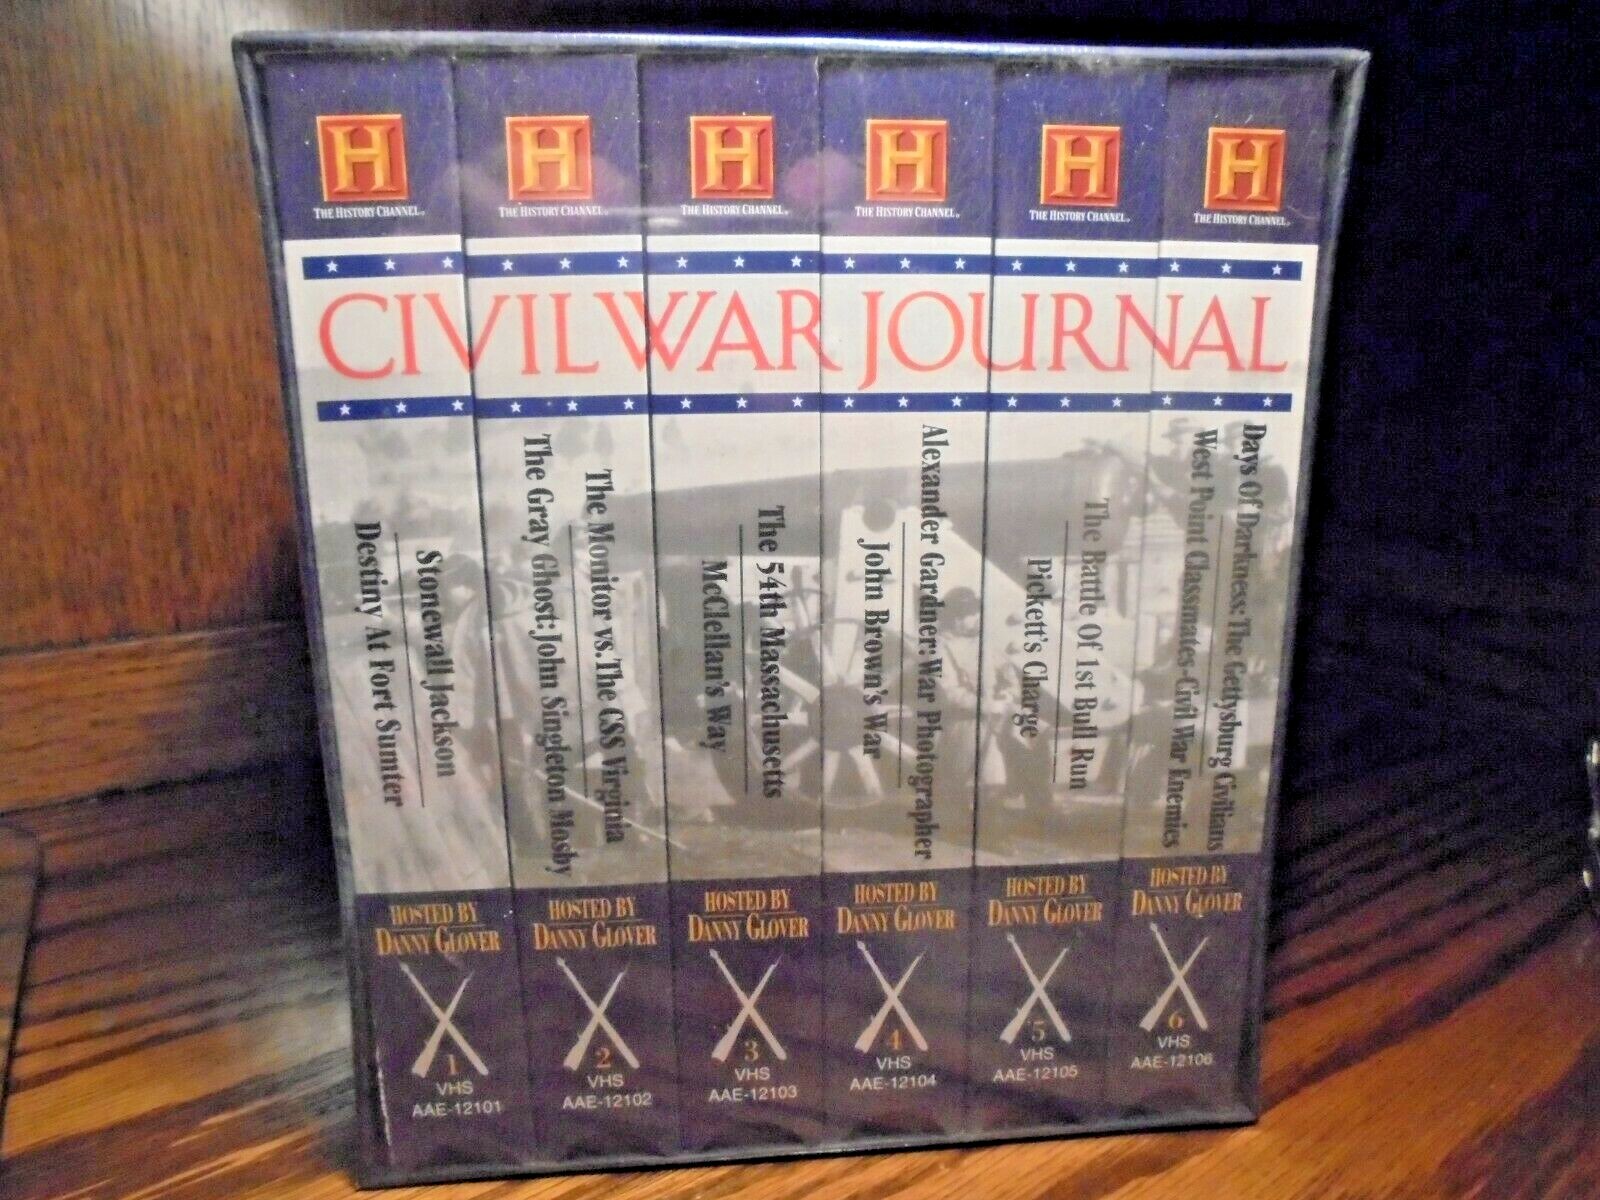 H
THE HISTORY CHANNEL®
H
THE HISTORY CHANNEL®
H
THE HISTORY CHANNEL®
H
THE HISTORY CHANNEL®
H
THE HISTORY CHANNEL®
H
THE HISTORY CHANNEL®
CIVIL WAR JOURNAL
Stonewall Jackson
Destiny At Fort Sumter
HOSTED BY
DANNY GLOVER
1
VHS
AAE-12101
The Monitor vs. The CSS Virginia
The Gray Ghost: John Singleton Mosby
HOSTED BY
DANNY GLOVER
2
VHS
AAE-12102
The 54th Massachusetts
McClellan's Way
HOSTED BY
DANNY GLOVER
3
VHS
AAE-12103
Alexander Gardner: War Photographer
John Brown's War
HOSTED BY
DANNY GLOVER
4
VHS
AAE-12104
The Battle Of 1st Bull Run
Pickett's Charge
HOSTED BY
DANNY GLOVER
5
VHS
AAE-12105
Days Of Darkness: The Gettysburg Civilians
West Point Classmates-Civil War Enemies
HOSTED BY
DANNY GLOVER
6
VHS
AAE-12106